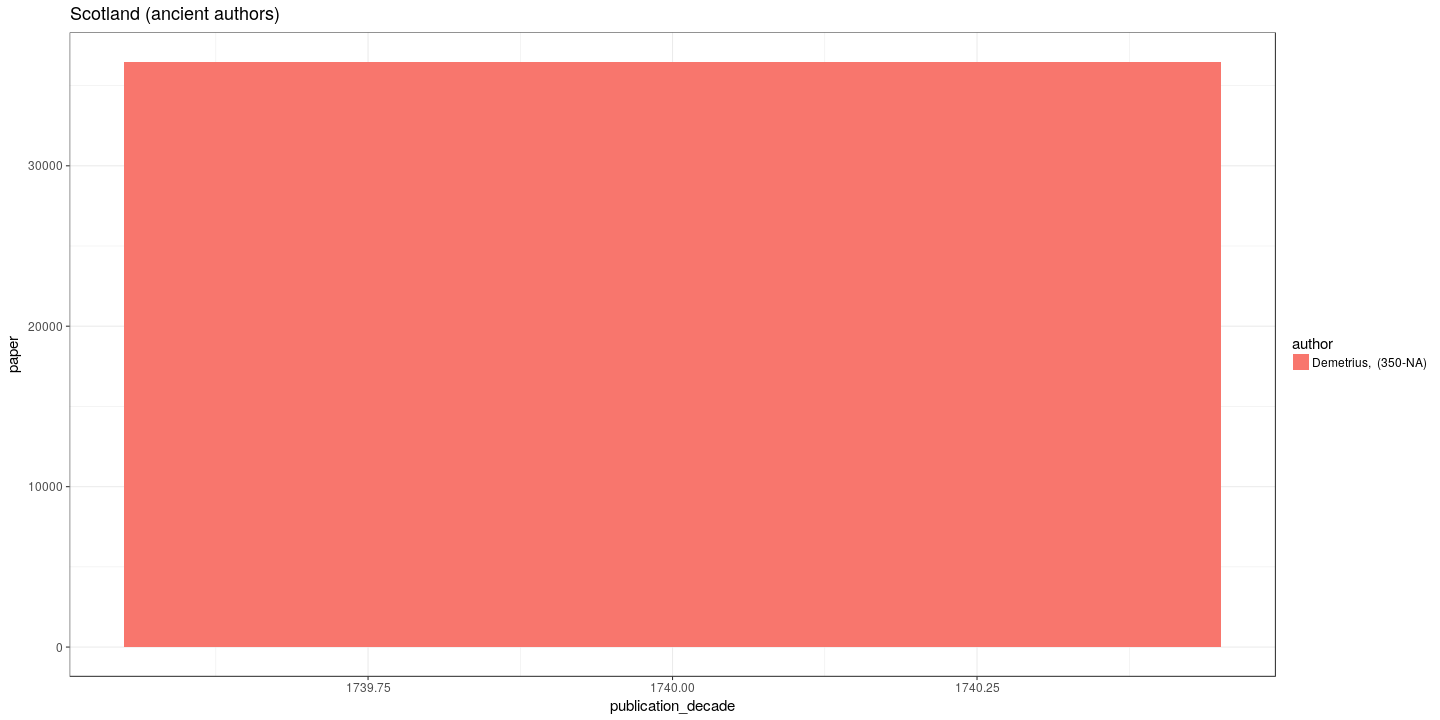 Scotland (ancient authors)
30000
20000
10000
0
paper
1739.75
1740.00
1740.25
publication_decade
author
Demetrius,  (350-NA)